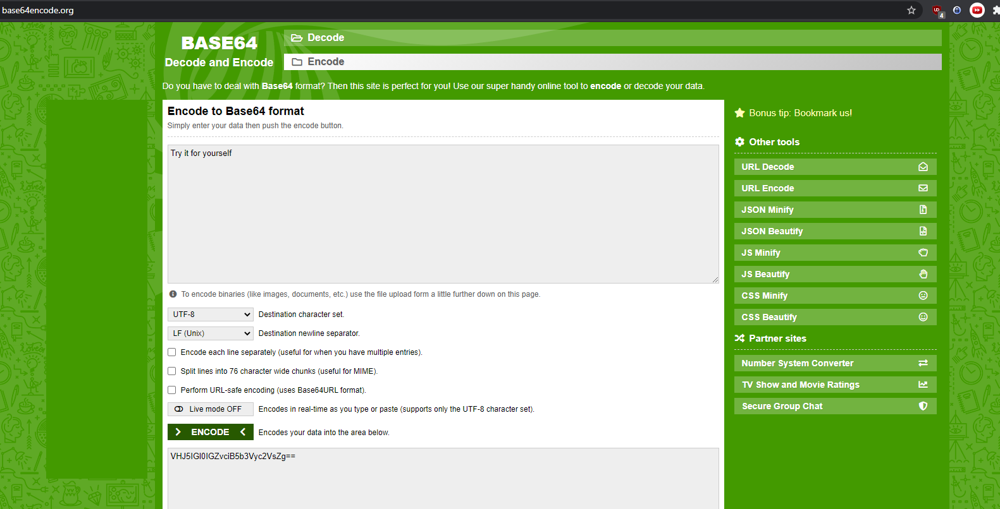 base64encode.org
4
BASE64
Decode and Encode
Decode
Encode
Do you have to deal with Base64 format? Then this site is perfect for you! Use our super handy online tool to encode or decode your data.
Encode to Base64 format
Simply enter your data then push the encode button.
Try it for yourself
To encode binaries (like images, documents, etc.) use the file upload form a little further down on this page.
UTF-8 Destination character set.
LF (Unix) Destination newline separator.
Encode each line separately (useful for when you have multiple entries).
Split lines into 76 character wide chunks (useful for MIME).
Perform URL-safe encoding (uses Base64URL format).
Live mode OFF Encodes in real-time as you type or paste (supports only the UTF-8 character set).
ENCODE Encodes your data into the area below.
VHJ5IGl0IGZvciB5b3Vyc2VsZg==
Bonus tip: Bookmark us!
Other tools
URL Decode
URL Encode
JSON Minify
JSON Beautify
JS Minify
JS Beautify
CSS Minify
CSS Beautify
Partner sites
Number System Converter
TV Show and Movie Ratings
Secure Group Chat